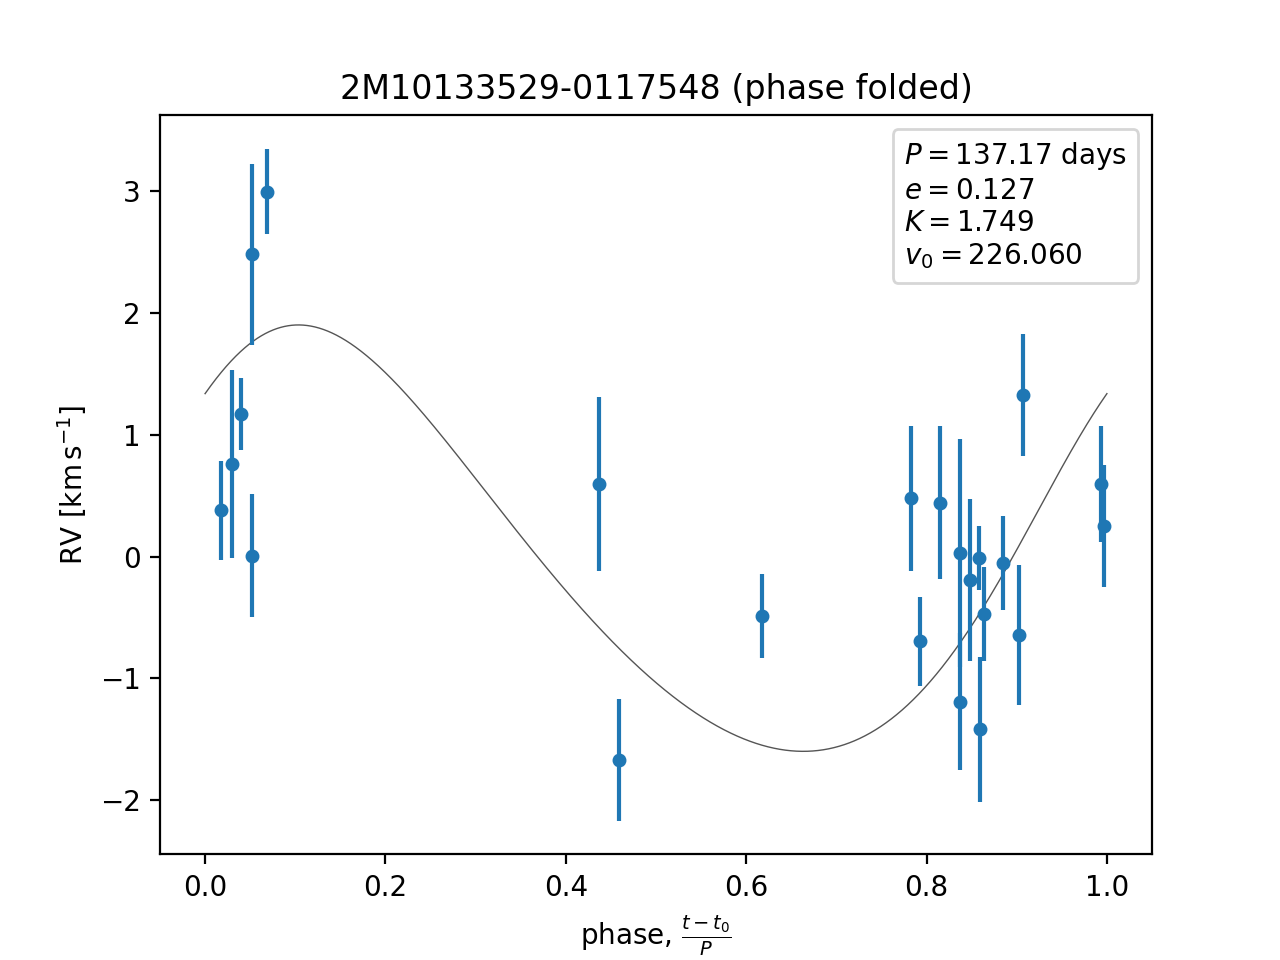 2M10133529-0117548 (phase folded)
P = 137.17 days
e = 0.127
K = 1.749
v₀ = 226.060
3
2
1
0
−1
−2
RV [km s⁻¹]
0.0 0.2 0.4 0.6 0.8 1.0
phase, (t − t₀)/P